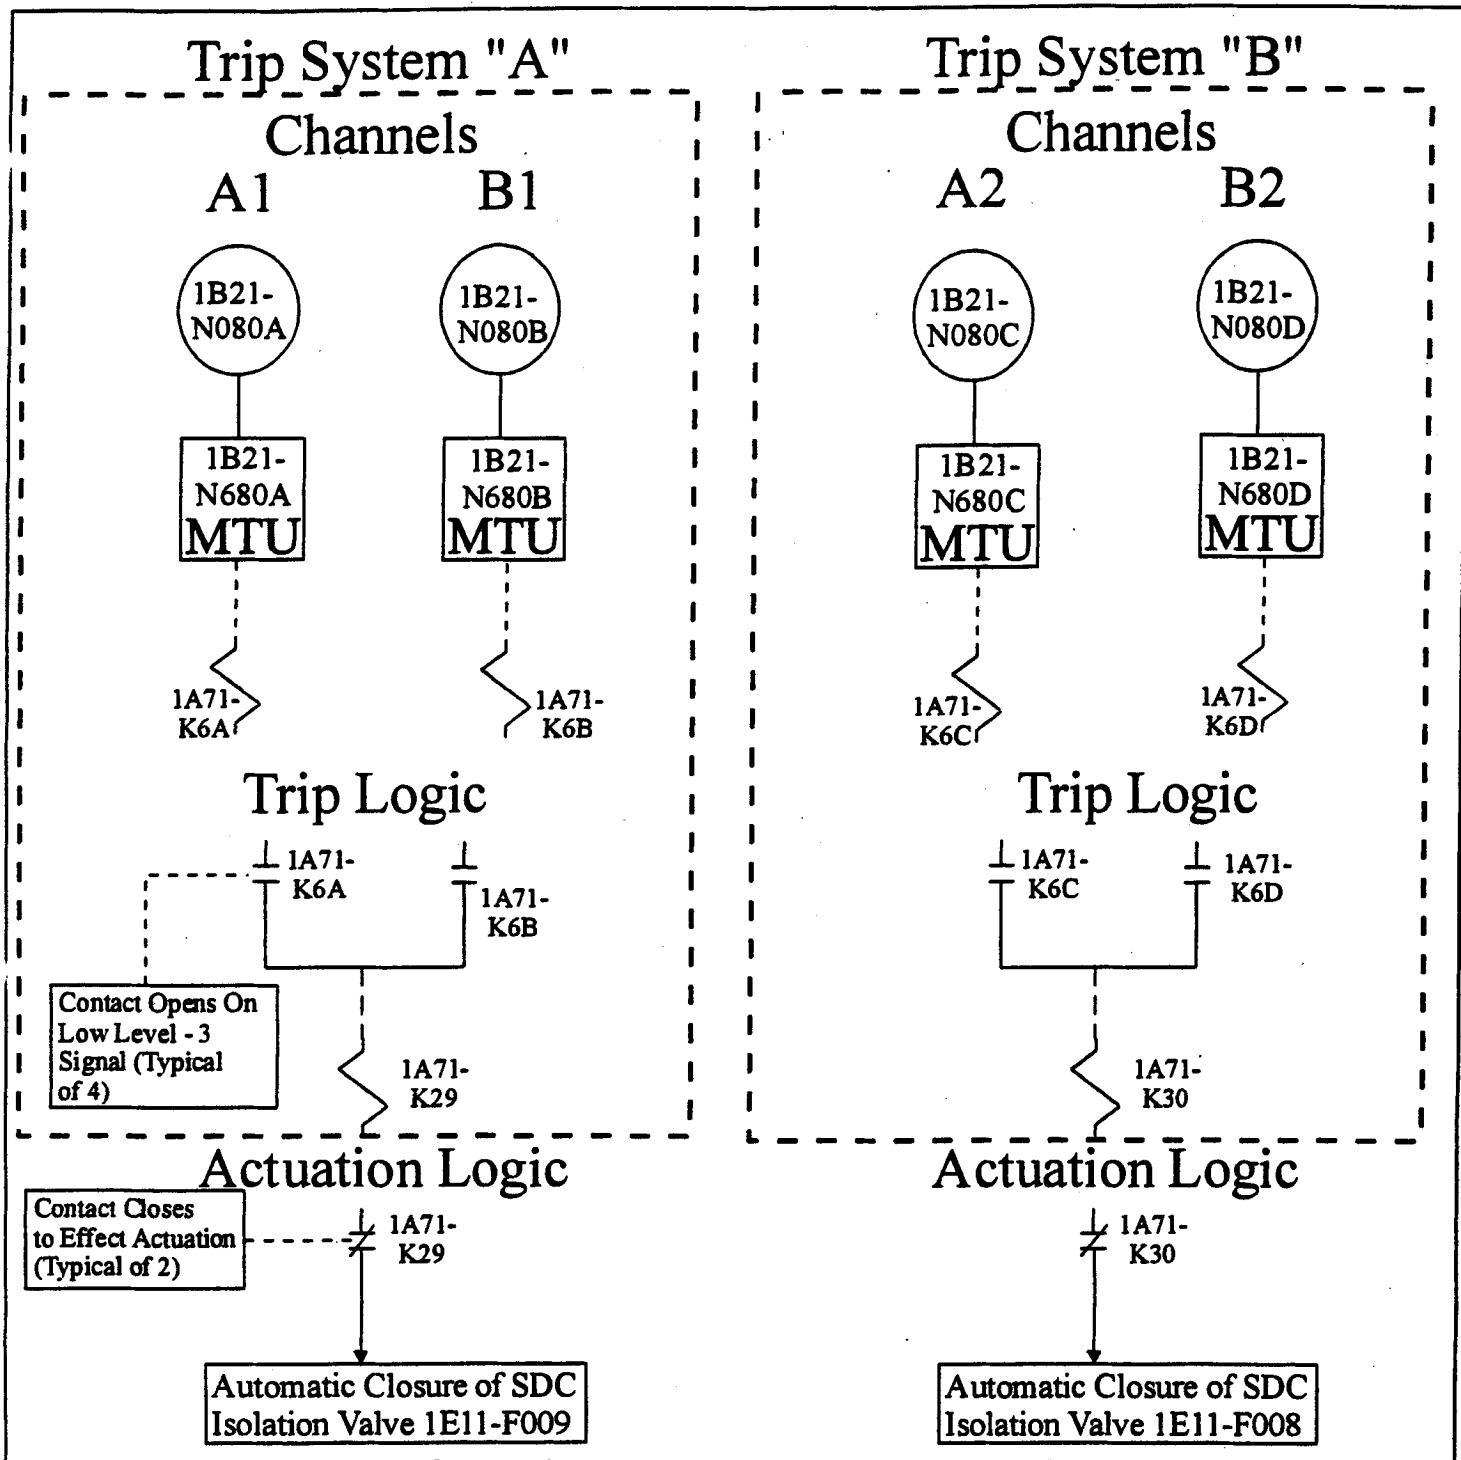 Trip System "A"
Channels
A1
B1
1B21-
N080A
1B21-
N080B
1B21-
N680A
MTU
1B21-
N680B
MTU
1A71-
K6A
1A71-
K6B
Trip Logic
1A71-
K6A
1A71-
K6B
Contact Opens On
Low Level - 3
Signal (Typical
of 4)
1A71-
K29
Actuation Logic
Contact Closes
to Effect Actuation
(Typical of 2)
1A71-
K29
Automatic Closure of SDC
Isolation Valve 1E11-F009
Trip System "B"
Channels
A2
B2
1B21-
N080C
1B21-
N080D
1B21-
N680C
MTU
1B21-
N680D
MTU
1A71-
K6C
1A71-
K6D
Trip Logic
1A71-
K6C
1A71-
K6D
1A71-
K30
Actuation Logic
1A71-
K30
Automatic Closure of SDC
Isolation Valve 1E11-F008